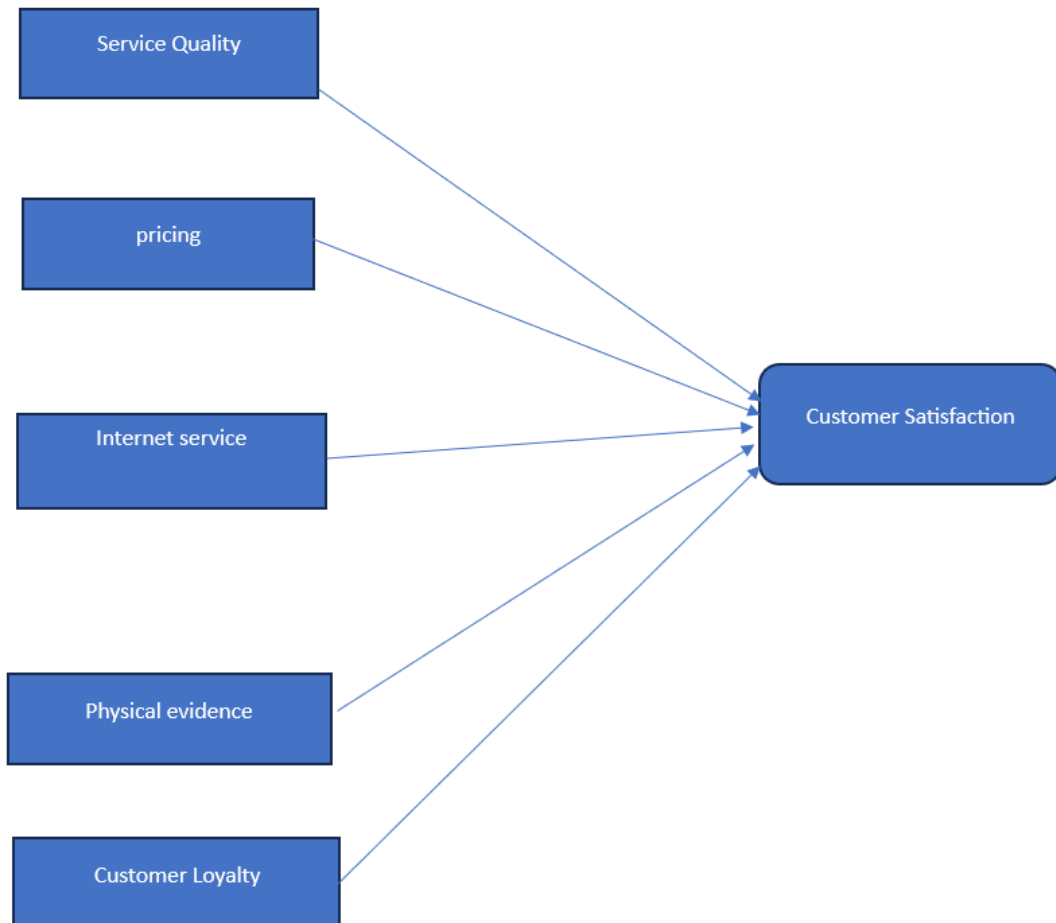 Service Quality
pricing
Customer Satisfaction
Internet service
Physical evidence
Customer Loyalty